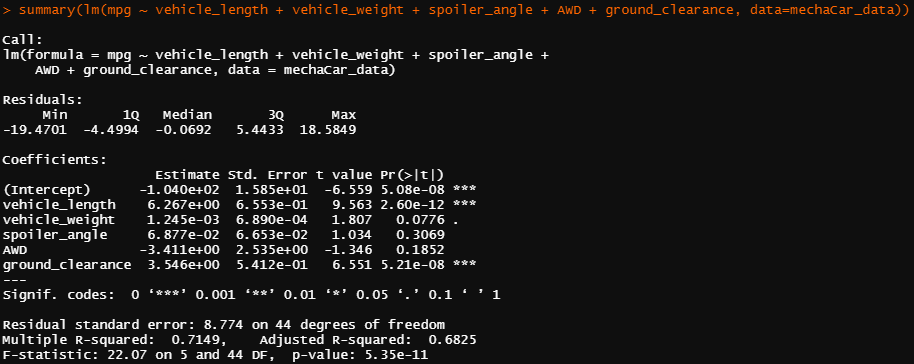 > summary(lm(mpg ~ vehicle_length + vehicle_weight + spoiler_angle + AWD + ground_clearance, data=mechaCar_data))
Call:
lm(formula = mpg ~ vehicle_length + vehicle_weight + spoiler_angle +
    AWD + ground_clearance, data = mechaCar_data)
Residuals:
     Min       1Q   Median       3Q      Max
-19.4701  -4.4994  -0.0692   5.4433  18.5849
Coefficients:
                   Estimate Std. Error t value Pr(>|t|)
(Intercept)      -1.040e+02  1.585e+01  -6.559 5.08e-08 ***
vehicle_length    6.267e+00  6.553e-01   9.563 2.60e-12 ***
vehicle_weight    1.245e-03  6.890e-04   1.807   0.0776 .
spoiler_angle     6.877e-02  6.653e-02   1.034   0.3069
AWD              -3.411e+00  2.535e+00  -1.346   0.1852
ground_clearance  3.546e+00  5.412e-01   6.551 5.21e-08 ***
---
Signif. codes:  0 ‘***’ 0.001 ‘**’ 0.01 ‘*’ 0.05 ‘.’ 0.1 ‘ ’ 1
Residual standard error: 8.774 on 44 degrees of freedom
Multiple R-squared:  0.7149,    Adjusted R-squared:  0.6825
F-statistic: 22.07 on 5 and 44 DF,  p-value: 5.35e-11